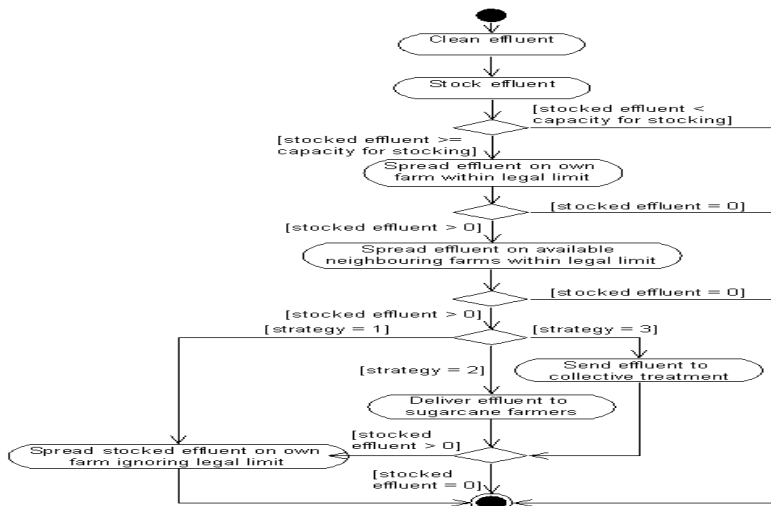 Clean effluent
Stock effluent
[stocked effluent <
capacity for stocking]
[stocked effluent >=
capacity for stocking]
Spread effluent on own
farm within legal limit
[stocked effluent = 0]
[stocked effluent > 0]
Spread effluent on available
neighbouring farms within legal limit
[stocked effluent = 0]
[stocked effluent > 0]
[strategy = 1]
[strategy = 3]
[strategy = 2]
Send effluent to
collective treatment
Deliver effluent to
sugarcane farmers
[stocked
effluent > 0]
Spread stocked effluent on own
farm ignoring legal limit
[stocked
effluent = 0]